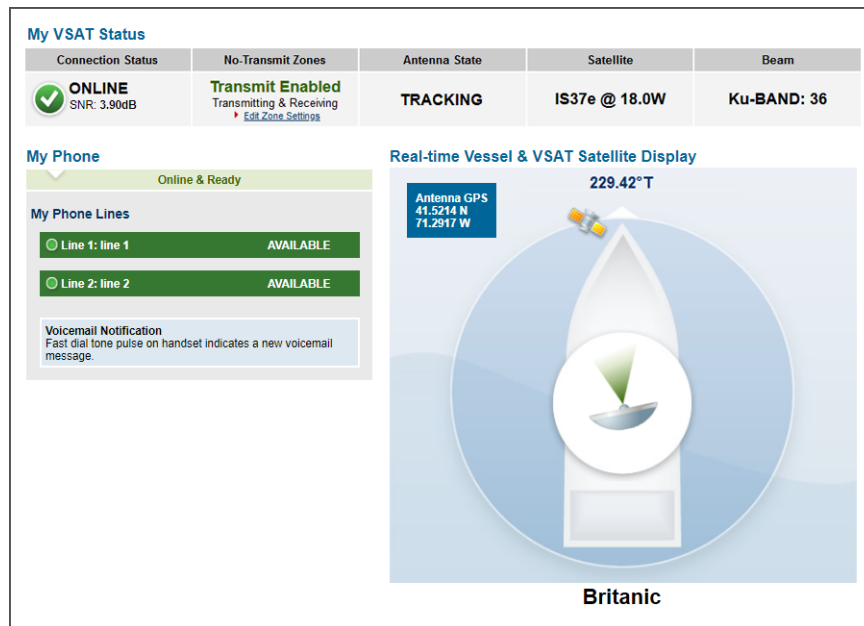 My VSAT Status
Connection Status No-Transmit Zones Antenna State Satellite Beam
ONLINE
SNR: 3.90dB
Transmit Enabled
Transmitting & Receiving
Edit Zone Settings
TRACKING
IS37e @ 18.0W
Ku-BAND: 36
My Phone
Online & Ready
My Phone Lines
Line 1: line 1 AVAILABLE
Line 2: line 2 AVAILABLE
Voicemail Notification
Fast dial tone pulse on handset indicates a new voicemail
message.
Real-time Vessel & VSAT Satellite Display
229.42°T
Antenna GPS
41.5214 N
71.2917 W
Britanic